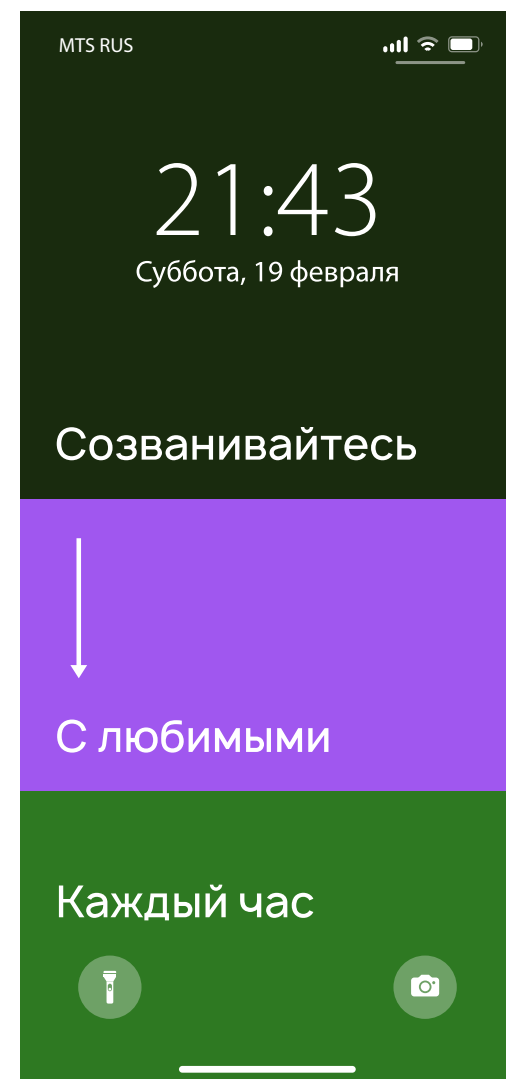 MTS RUS
21:43
Суббота, 19 февраля
Созванивайтесь
С любимыми
Каждый час